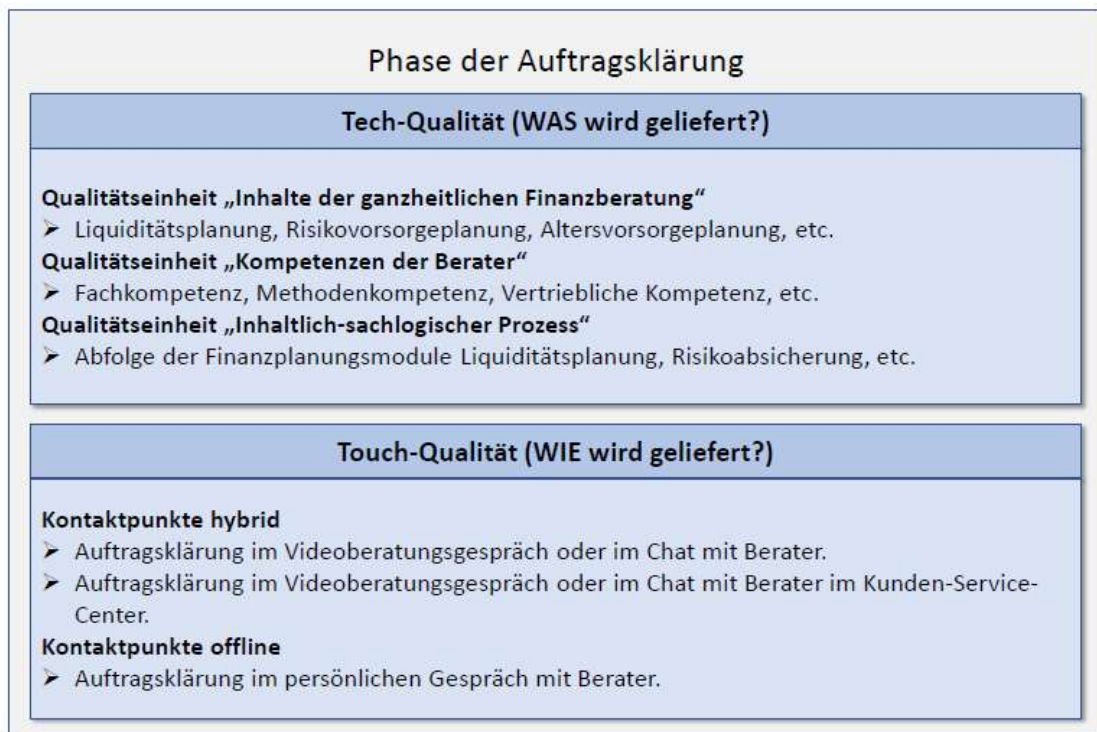 Phase der Auftragsklärung
Tech-Qualität (WAS wird geliefert?)
Qualitätseinheit „Inhalte der ganzheitlichen Finanzberatung“
➢ Liquiditätsplanung, Risikovorsorgeplanung, Altersvorsorgeplanung, etc.
Qualitätseinheit „Kompetenzen der Berater“
➢ Fachkompetenz, Methodenkompetenz, Vertriebliche Kompetenz, etc.
Qualitätseinheit „Inhaltlich-sachlogischer Prozess“
➢ Abfolge der Finanzplanungsmodule Liquiditätsplanung, Risikoabsicherung, etc.
Touch-Qualität (WIE wird geliefert?)
Kontaktpunkte hybrid
➢ Auftragsklärung im Videoberatungsgespräch oder im Chat mit Berater.
➢ Auftragsklärung im Videoberatungsgespräch oder im Chat mit Berater im Kunden-Service-
Center.
Kontaktpunkte offline
➢ Auftragsklärung im persönlichen Gespräch mit Berater.